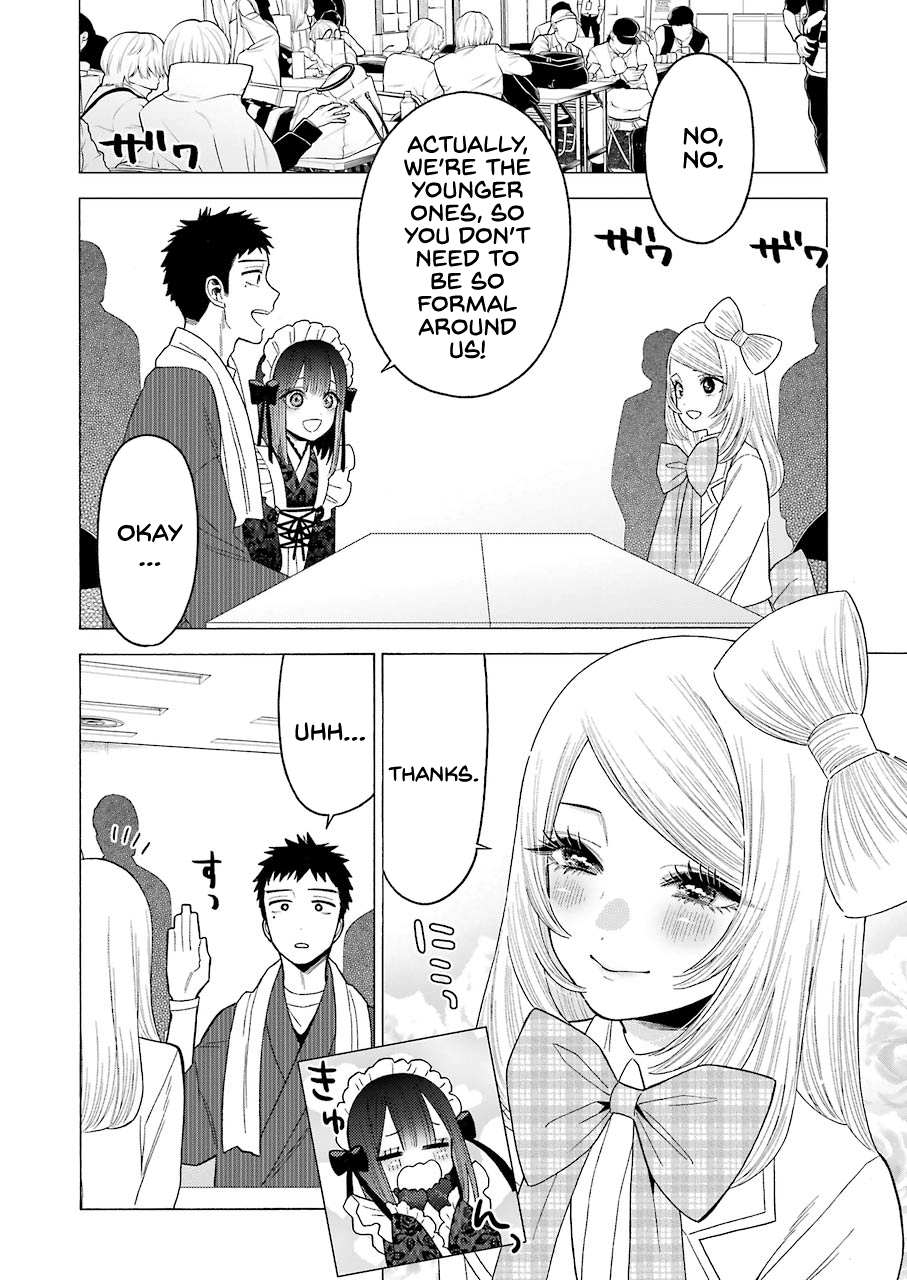 NO,
NO.
ザワ
ACTUALLY,
WE'RE THE
YOUNGER
ONES, SO
YOU DON'T
NEED TO
BE SO
FORMAL
AROUND
US!
ザワ
ザワ
OKAY
...
THANKS.
UHH...
すっ
きゅん